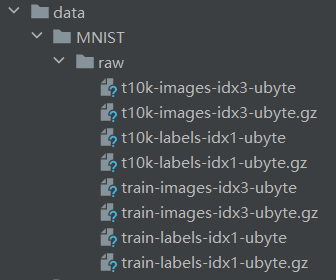 data
MNIST
raw
t10k-images-idx3-ubyte
t10k-images-idx3-ubyte.gz
t10k-labels-idx1-ubyte
t10k-labels-idx1-ubyte.gz
train-images-idx3-ubyte
train-images-idx3-ubyte.gz
train-labels-idx1-ubyte
train-labels-idx1-ubyte.gz